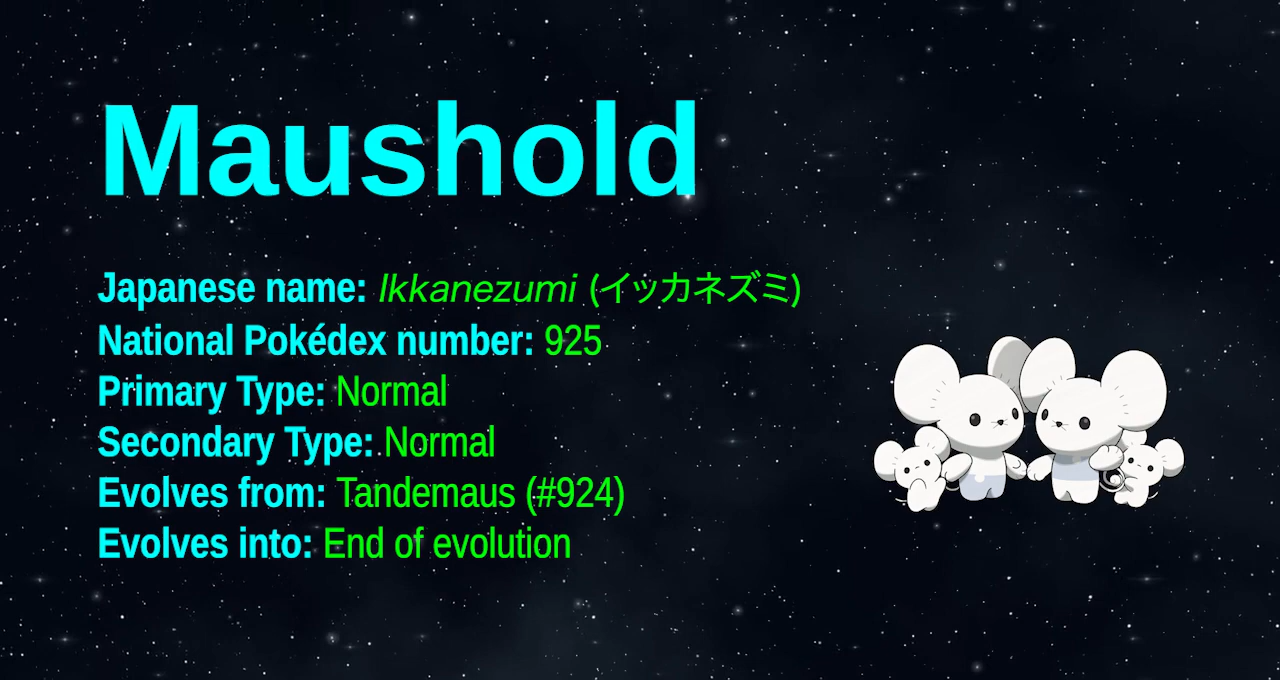 Maushold
Japanese name: Ikkanezumi (イッカネズミ)
National Pokédex number: 925
Primary Type: Normal
Secondary Type: Normal
Evolves from: Tandemaus (#924)
Evolves into: End of evolution